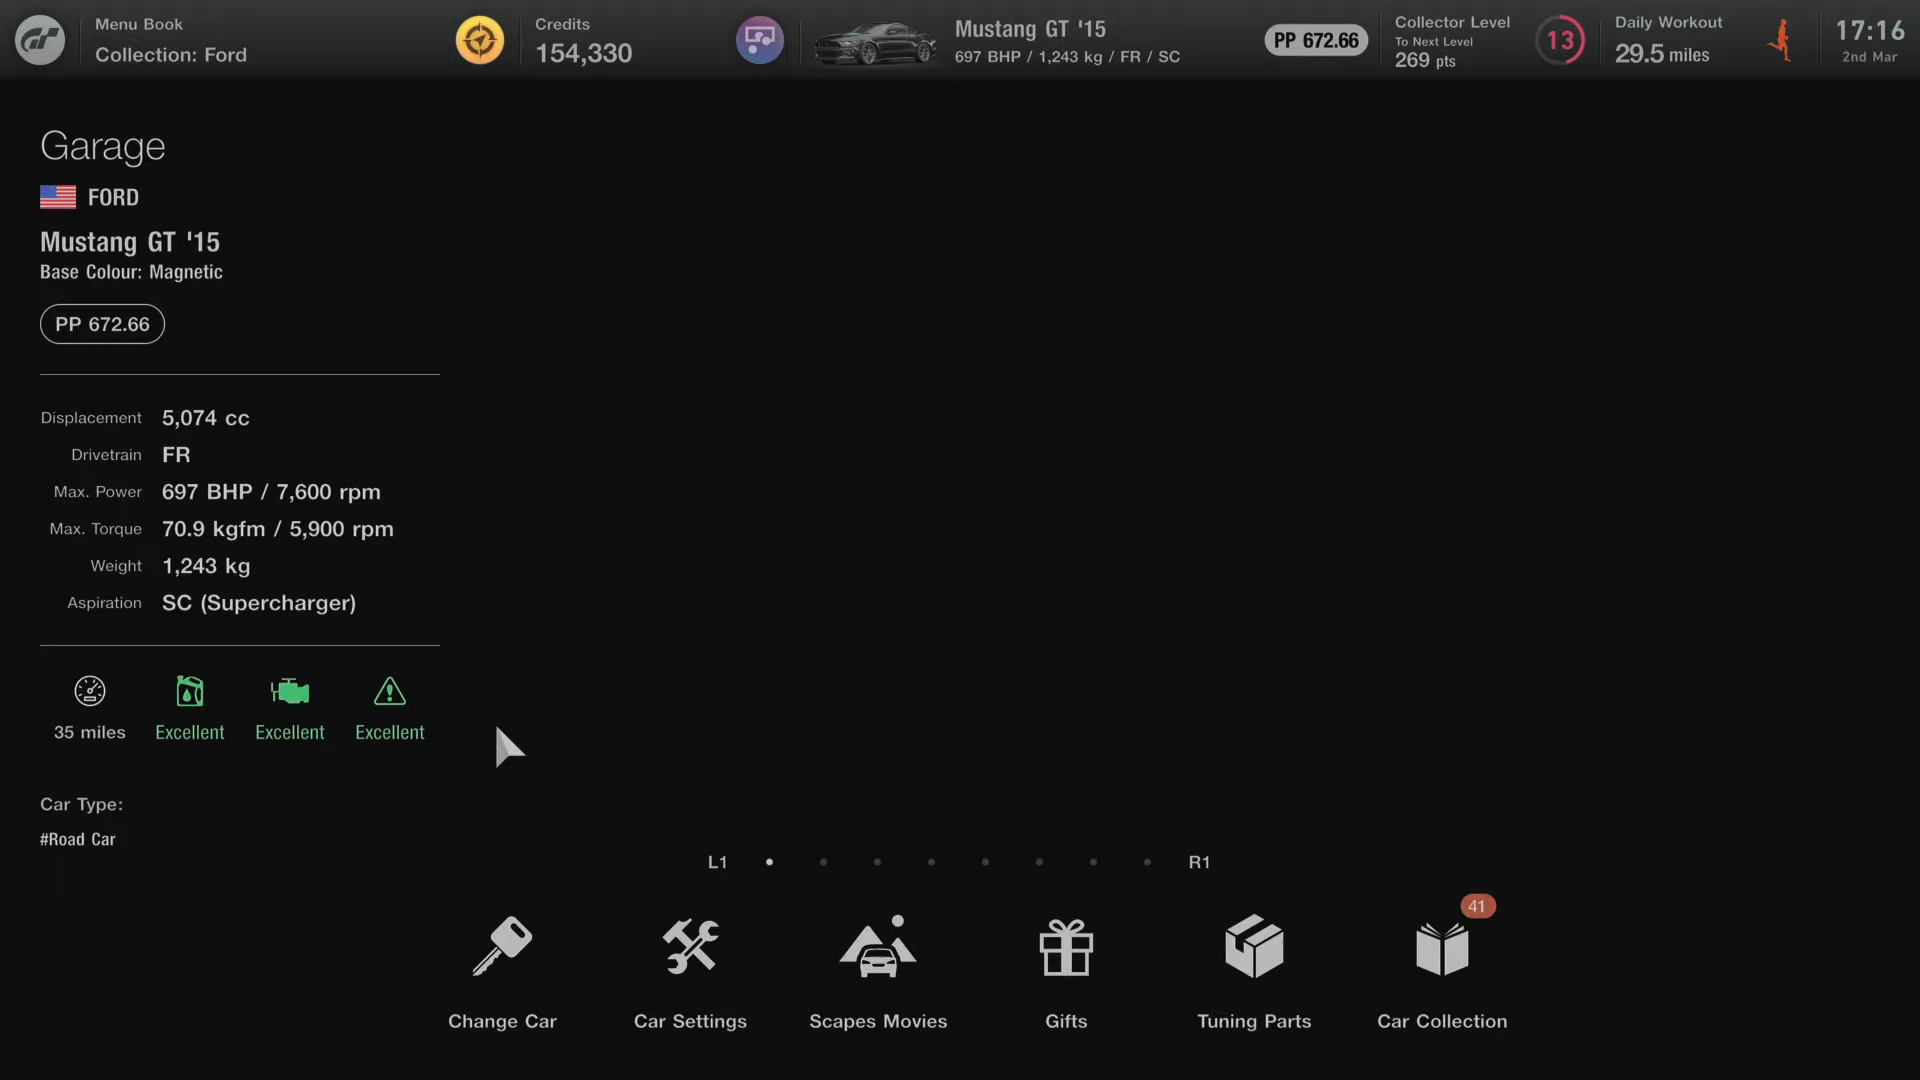 Menu Book
Collection: Ford
Credits
154,330
Mustang GT '15
697 BHP / 1,243 kg / FR / SC
PP 672.66
Collector Level
To Next Level
269 pts
13
Daily Workout
29.5 miles
17:16
2nd Mar
Garage
FORD
Mustang GT '15
Base Colour: Magnetic
PP 672.66
Displacement 5,074 cc
Drivetrain FR
Max. Power 697 BHP / 7,600 rpm
Max. Torque 70.9 kgfm / 5,900 rpm
Weight 1,243 kg
Aspiration SC (Supercharger)
35 miles Excellent Excellent Excellent
Car Type:
#Road Car
L1 R1
41
Change Car Car Settings Scapes Movies Gifts Tuning Parts Car Collection